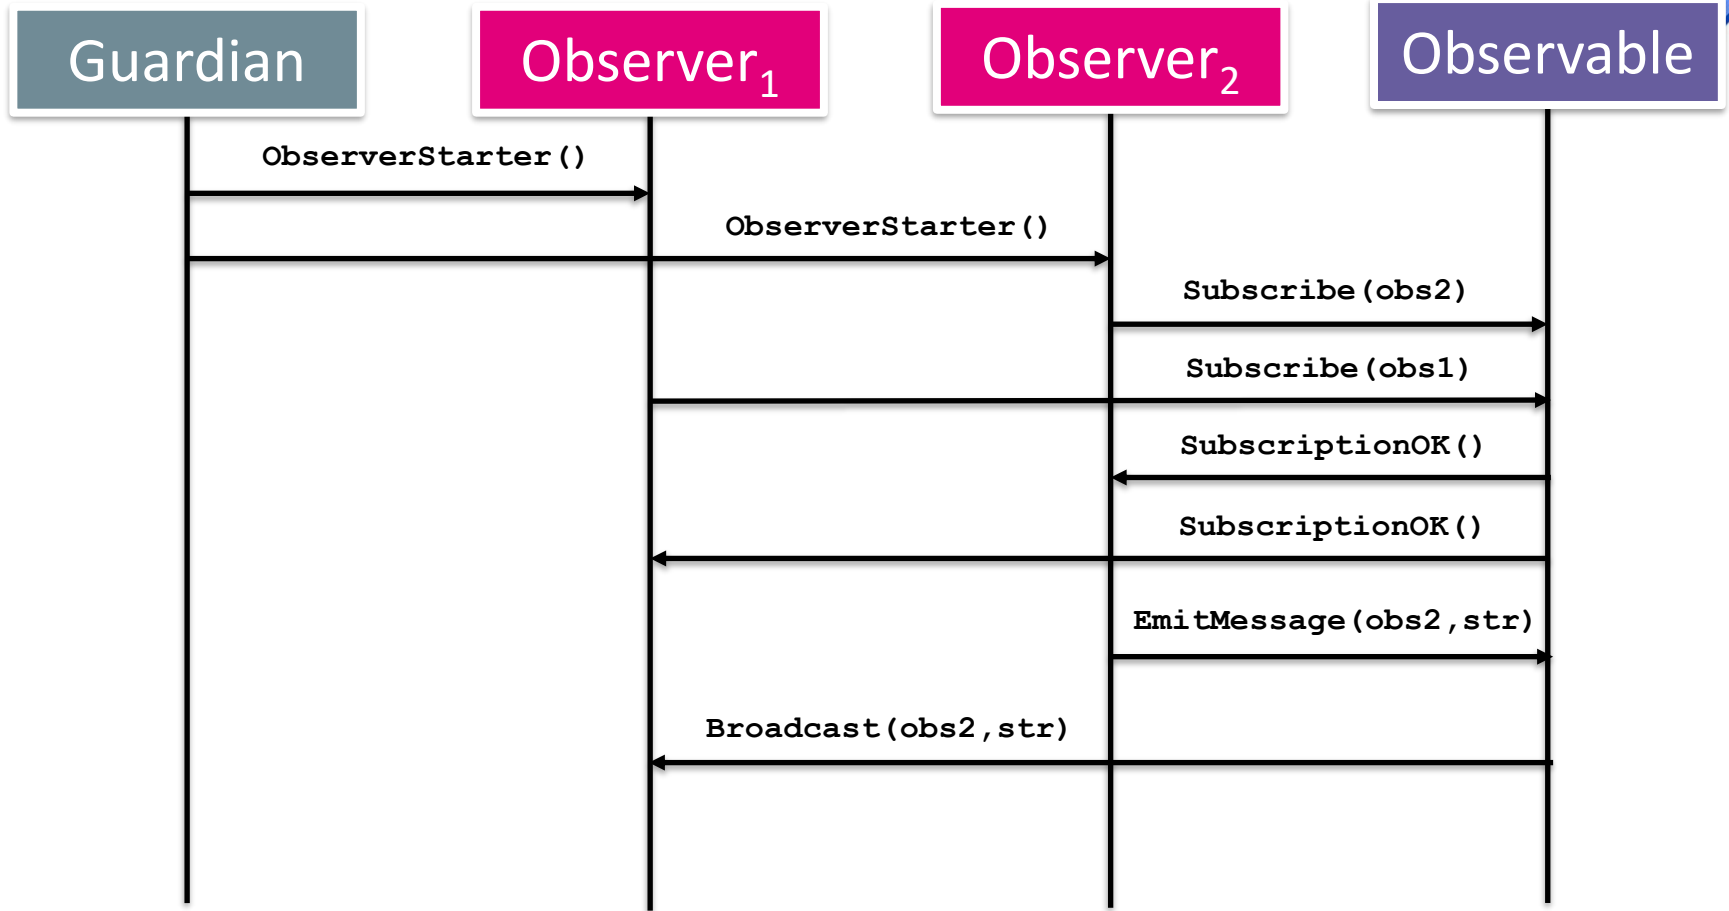 Guardian
Observer₁
Observer₂
Observable
ObserverStarter()
ObserverStarter()
Subscribe(obs2)
Subscribe(obs1)
SubscriptionOK()
SubscriptionOK()
EmitMessage(obs2,str)
Broadcast(obs2,str)